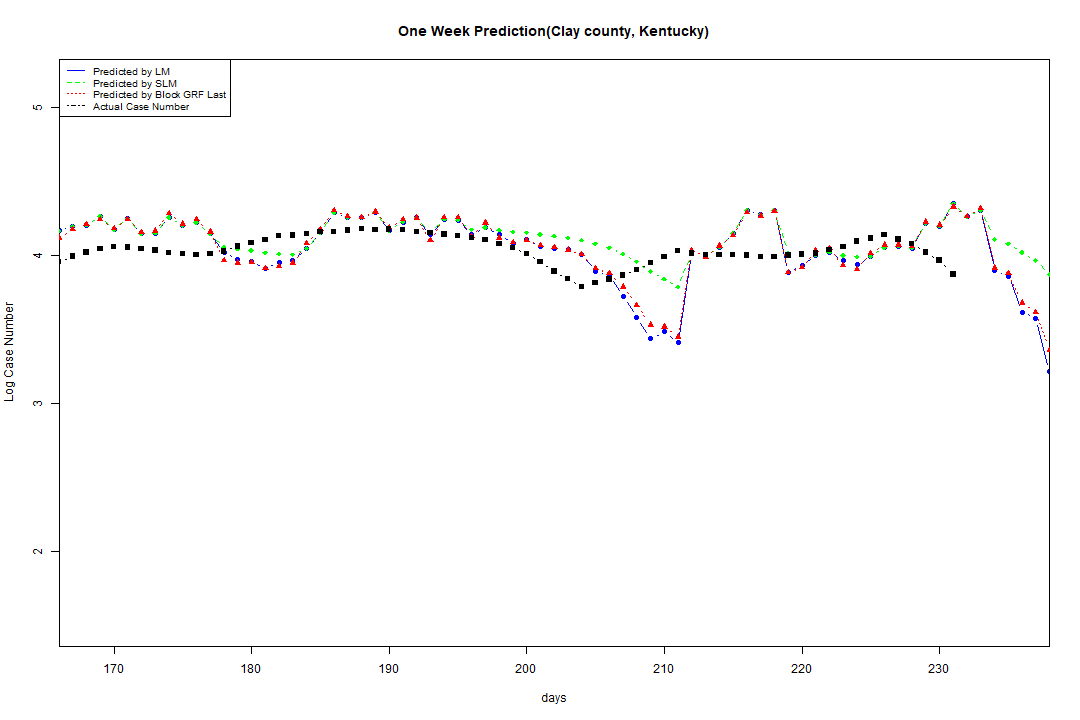 One Week Prediction(Clay county, Kentucky)
Predicted by LM
Predicted by SLM
Predicted by Block GRF Last
Actual Case Number
5
4
3
2
Log Case Number
170 180 190 200 210 220 230
days